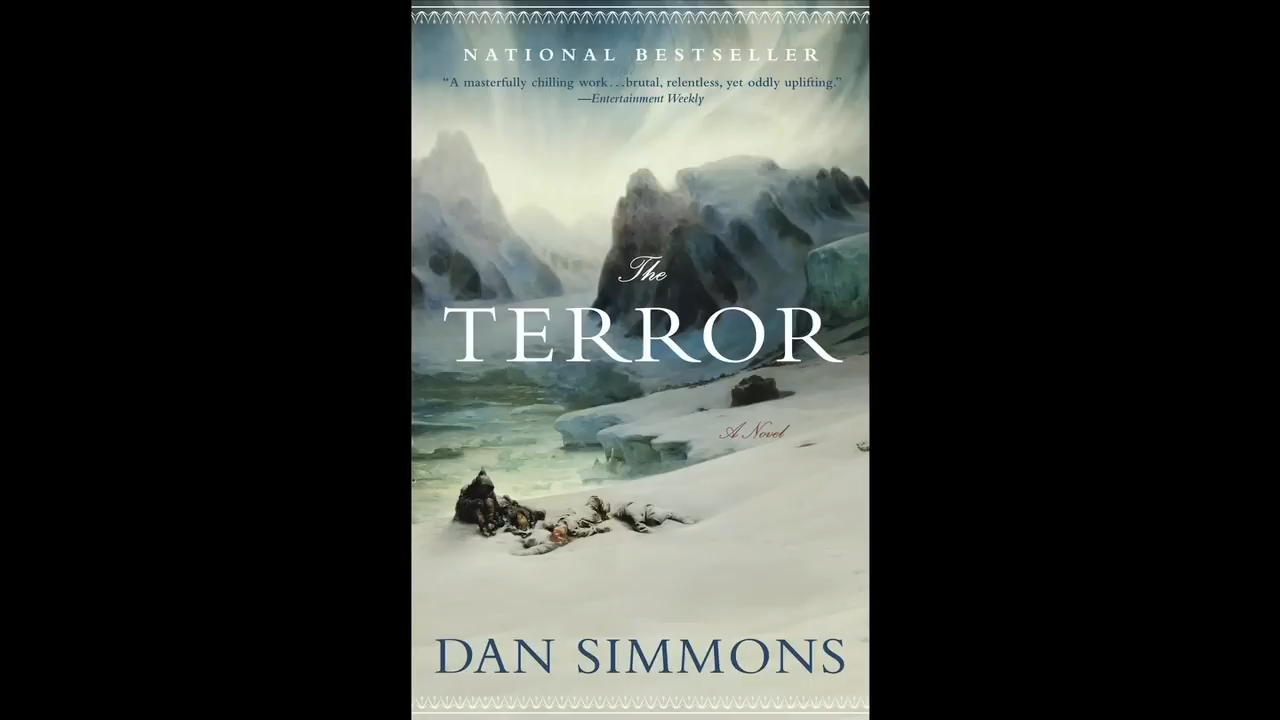 NATIONAL BESTSELLER
“A masterfully chilling work...brutal, relentless, yet oddly uplifting.”
—Entertainment Weekly
The
TERROR
A Novel
DAN SIMMONS